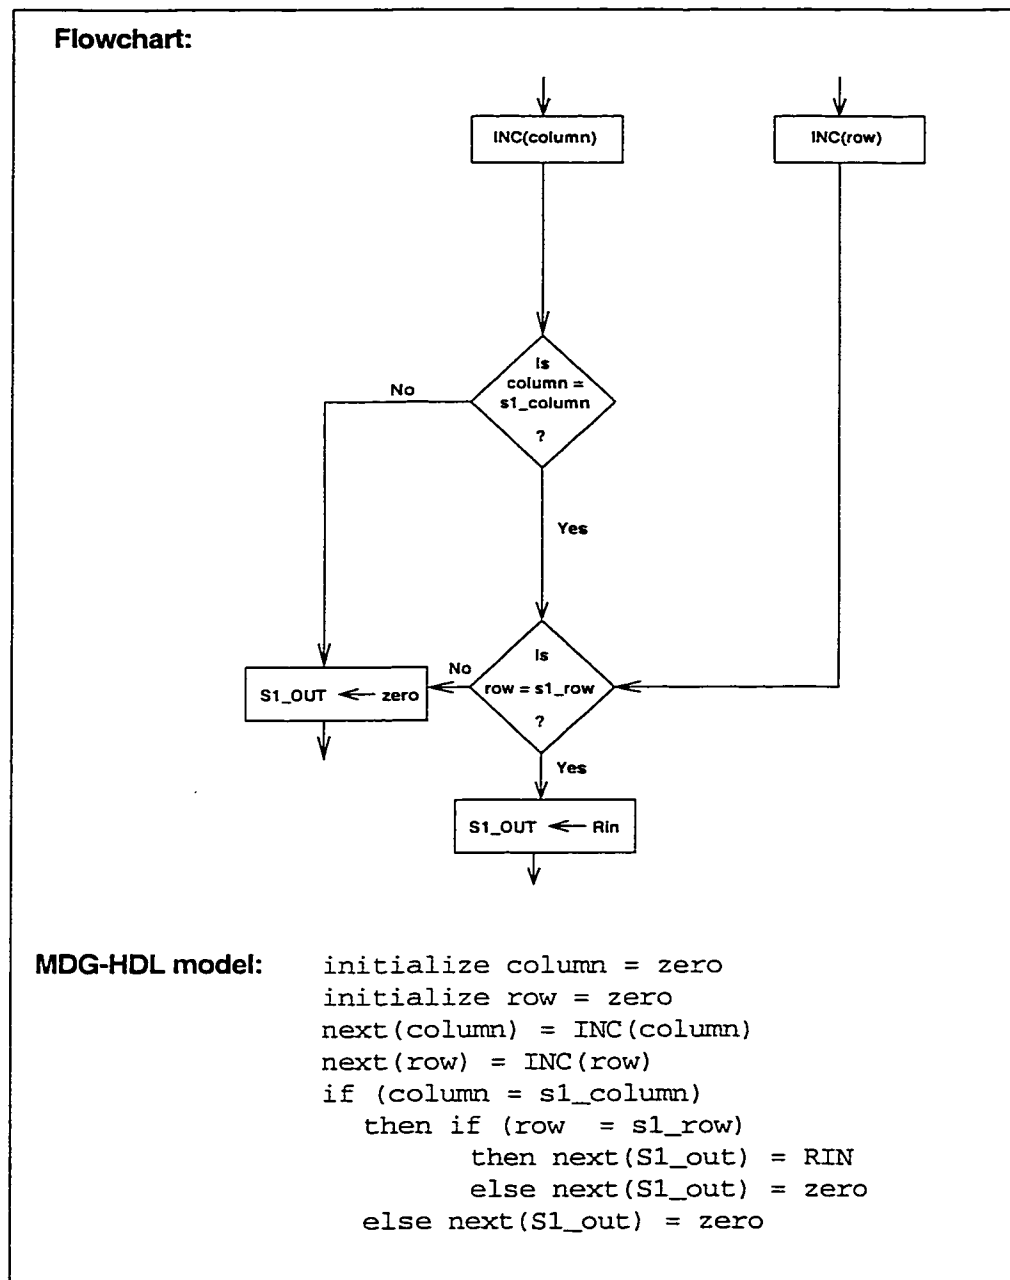 Flowchart:
INC(column)
INC(row)
Is
column =
s1_column
?
No
Yes
Is
row = s1_row
?
No
S1_OUT ← zero
Yes
S1_OUT ← Rin
MDG-HDL model:
initialize column = zero
initialize row = zero
next(column) = INC(column)
next(row) = INC(row)
if (column = s1_column)
then if (row = s1_row)
then next(S1_out) = RIN
else next(S1_out) = zero
else next(S1_out) = zero